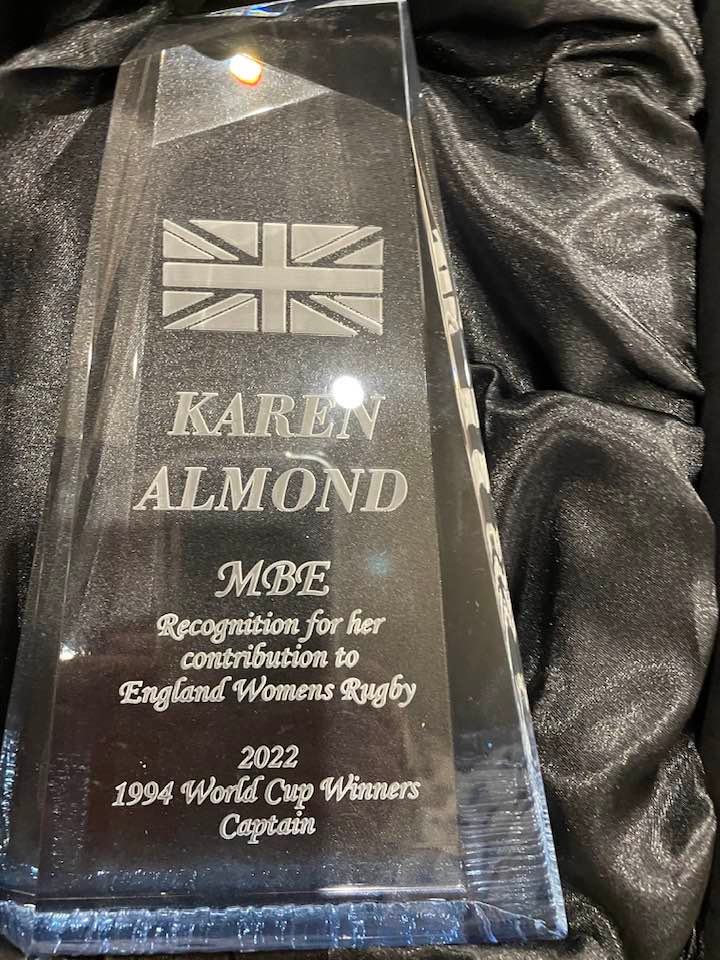 KAREN
ALMOND
MBE
Recognition for her
contribution to
England Womens Rugby
2022
1994 World Cup Winners
Captain